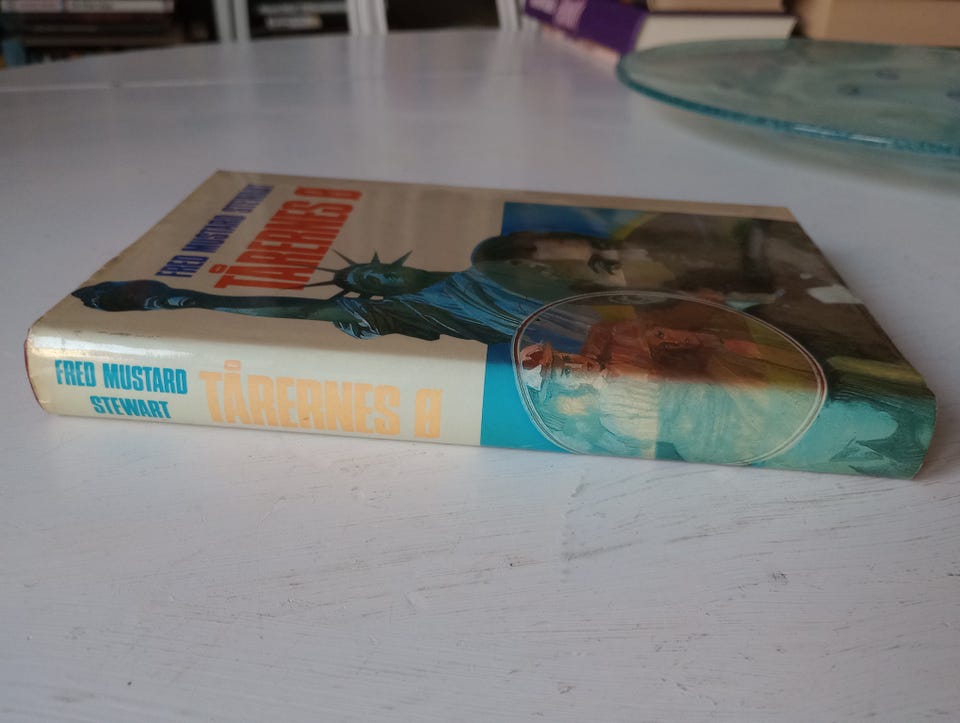 FRED MUSTARD STEWART
TÅRERNES Ø
FRED MUSTARD
STEWART
TÅRERNES Ø